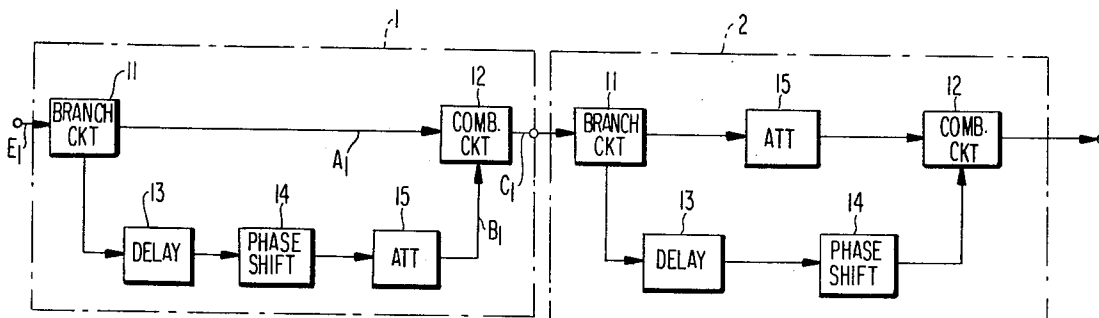 1
2
11
BRANCH
CKT
E1
A1
12
COMB.
CKT
C1
13
DELAY
14
PHASE
SHIFT
15
ATT
B1
11
BRANCH
CKT
15
ATT
12
COMB.
CKT
13
DELAY
14
PHASE
SHIFT